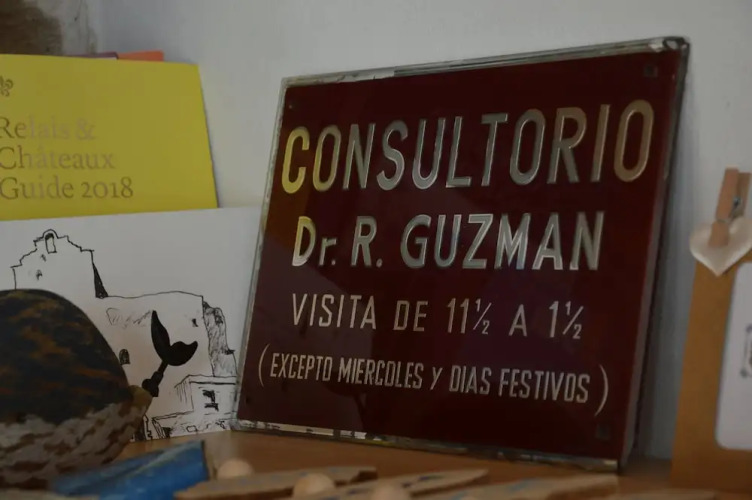 Relais &
Châteaux
Guide 2018
CONSULTORIO
Dr. R. GUZMAN
VISITA DE 11½ A 1½
(EXCEPTO MIERCOLES Y DIAS FESTIVOS)